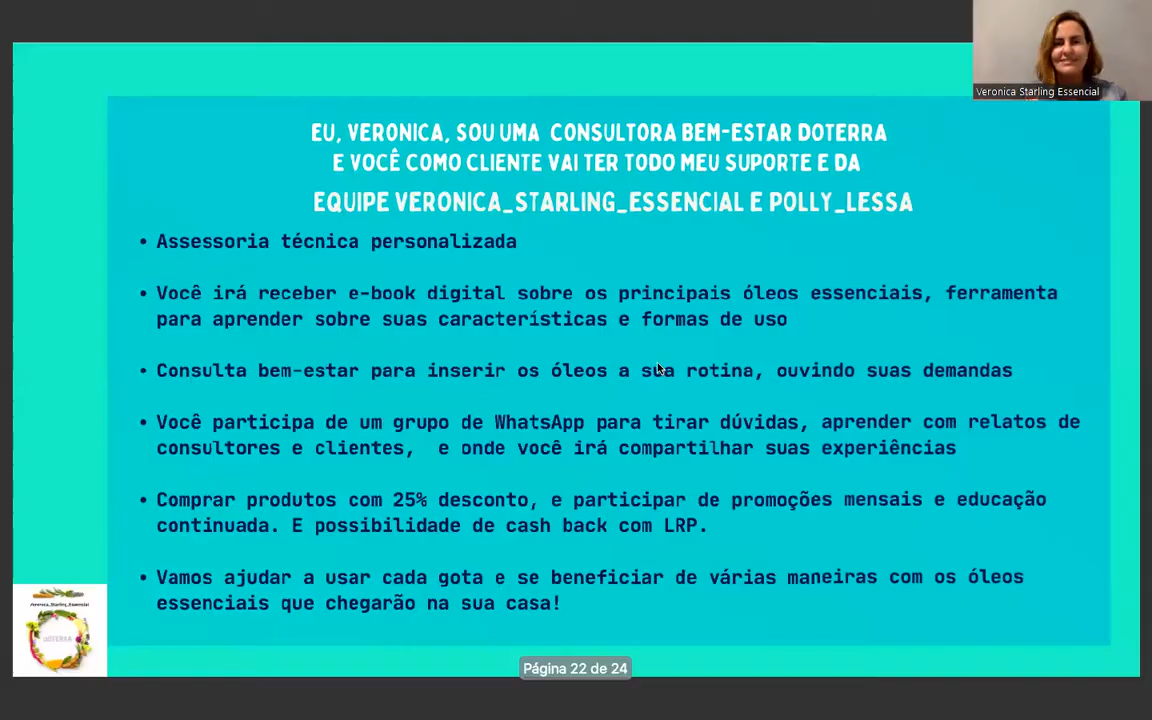 Veronica Starling Essencial
EU, VERONICA, SOU UMA CONSULTORA BEM-ESTAR DOTERRA
E VOCÊ COMO CLIENTE VAI TER TODO MEU SUPORTE E DA
EQUIPE VERONICA_STARLING_ESSENCIAL E POLLY_LESSA
• Assessoria técnica personalizada
• Você irá receber e-book digital sobre os principais óleos essenciais, ferramenta
para aprender sobre suas características e formas de uso
• Consulta bem-estar para inserir os óleos a sua rotina, ouvindo suas demandas
• Você participa de um grupo de WhatsApp para tirar dúvidas, aprender com relatos de
consultores e clientes, e onde você irá compartilhar suas experiências
• Comprar produtos com 25% desconto, e participar de promoções mensais e educação
continuada. E possibilidade de cash back com LRP.
• Vamos ajudar a usar cada gota e se beneficiar de várias maneiras com os óleos
essenciais que chegarão na sua casa!
Veronica_Starling_Essencial
dōTERRA
Página 22 de 24